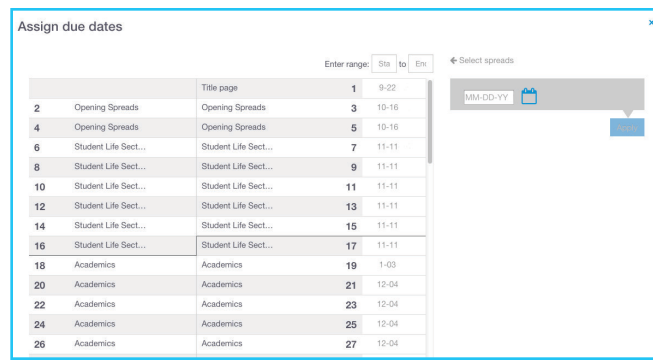 Assign due dates
×
Enter range: Sta to En
Select spreads
MM-DD-YY
Apply
Title page 1 9-22
2 Opening Spreads Opening Spreads 3 10-16
4 Opening Spreads Opening Spreads 5 10-16
6 Student Life Sect... Student Life Sect... 7 11-11
8 Student Life Sect... Student Life Sect... 9 11-11
10 Student Life Sect... Student Life Sect... 11 11-11
12 Student Life Sect... Student Life Sect... 13 11-11
14 Student Life Sect... Student Life Sect... 15 11-11
16 Student Life Sect... Student Life Sect... 17 11-11
18 Academics Academics 19 1-03
20 Academics Academics 21 12-04
22 Academics Academics 23 12-04
24 Academics Academics 25 12-04
26 Academics Academics 27 12-04